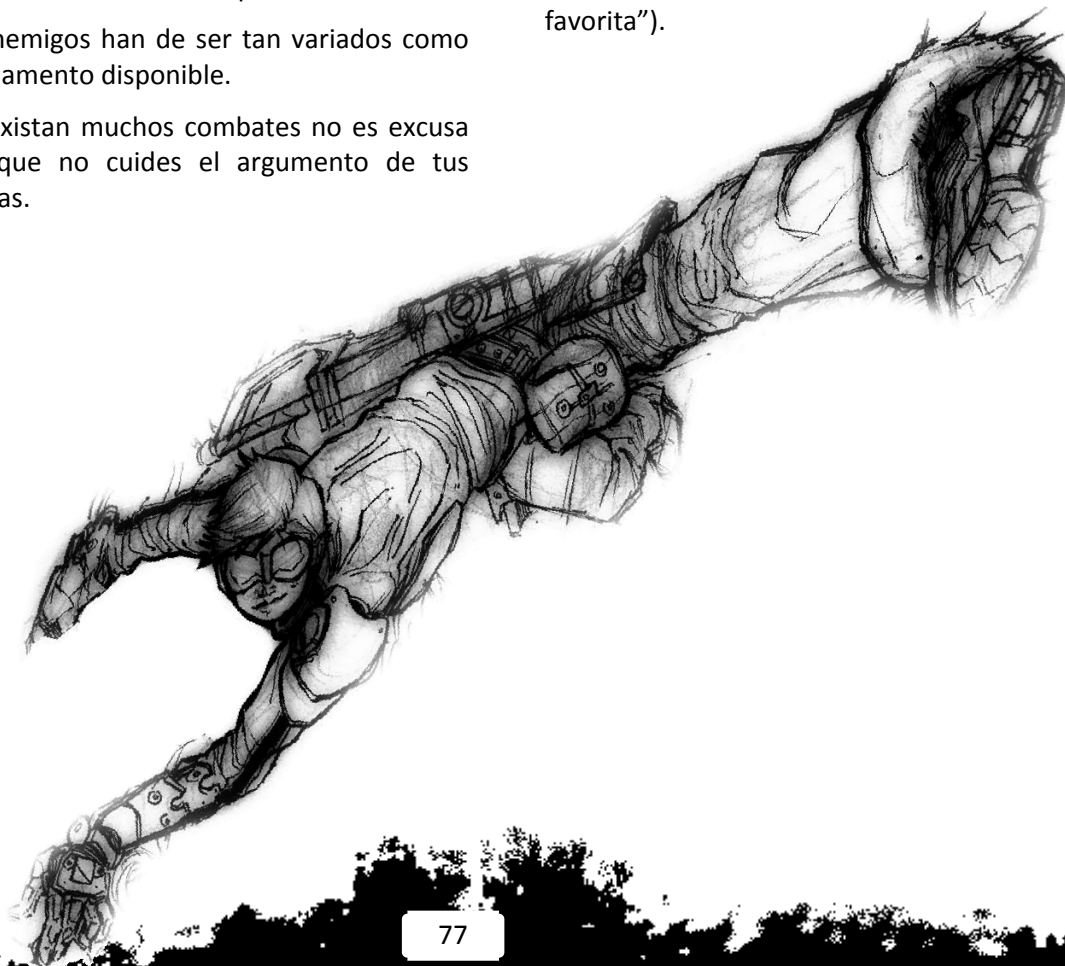 nemigos han de ser tan variados como
amento disponible.
xistan muchos combates no es excusa
que no cuides el argumento de tus
as.
favorita”).
77